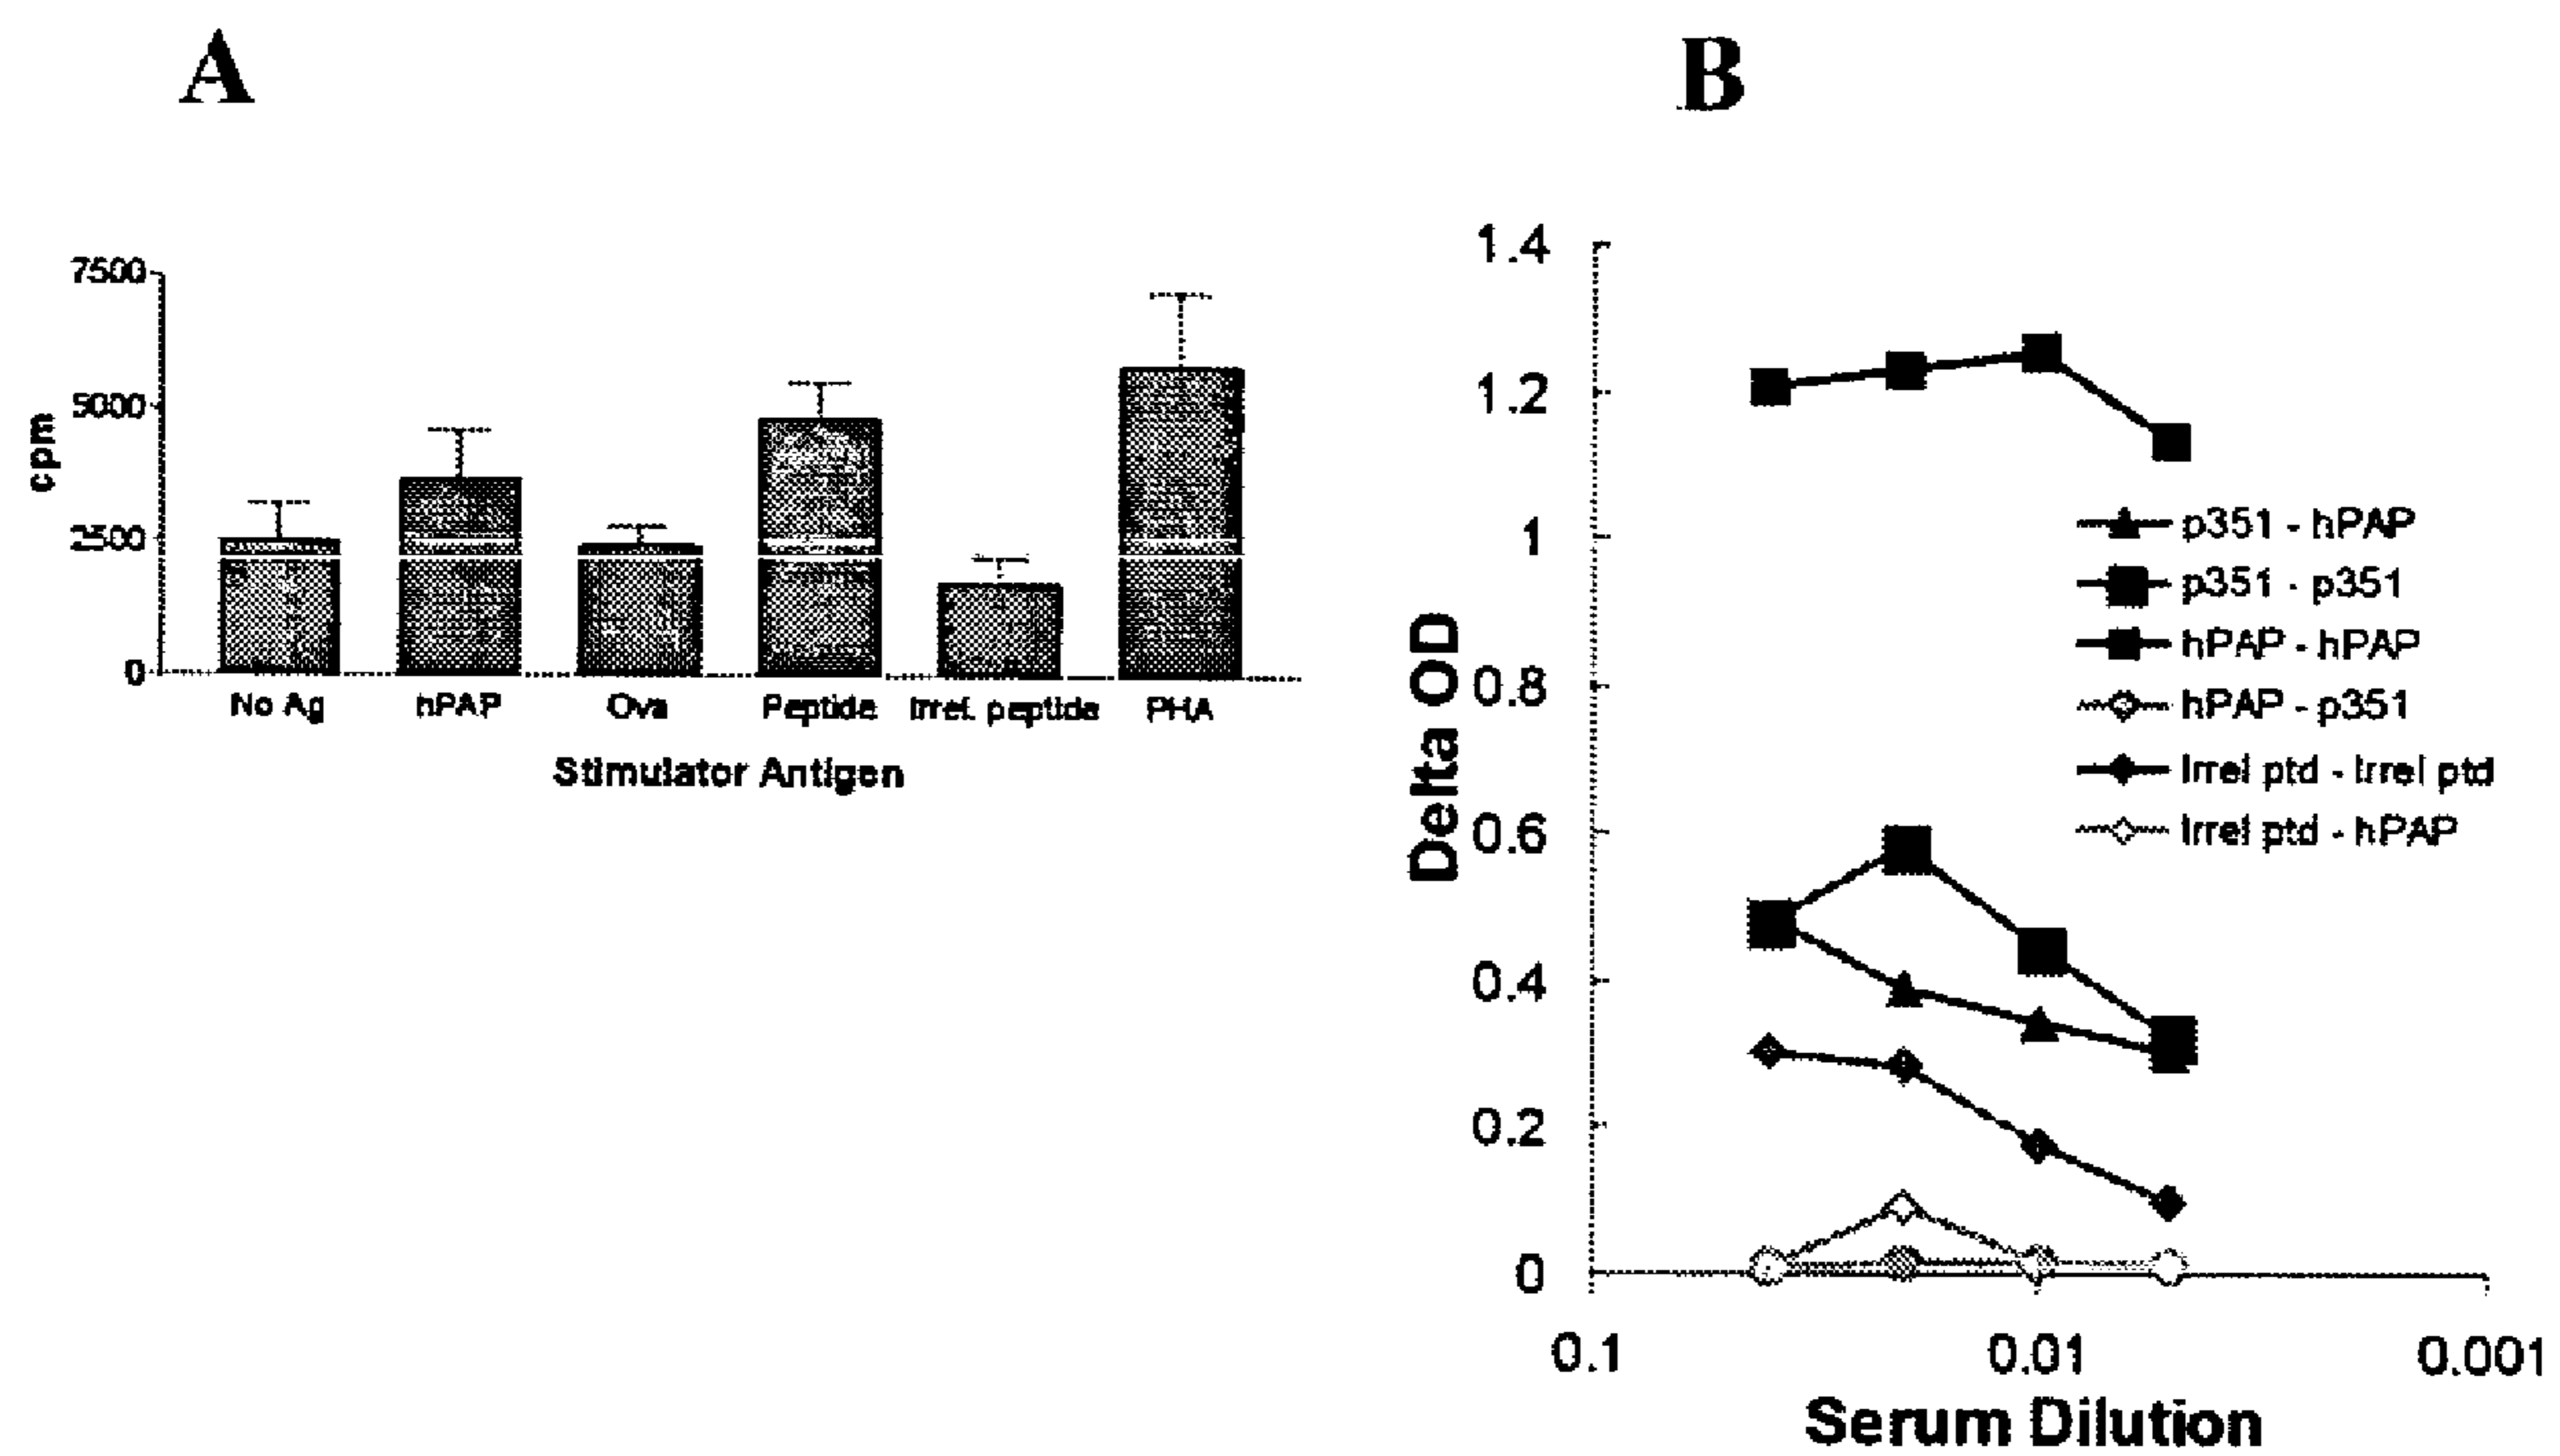 A
B
7500
5000
2500
0
cpm
No Ag hPAP Ova Peptide Irrel. peptide PHA
Stimulator Antigen
1.4
1.2
1
0.8
0.6
0.4
0.2
0
Delta OD
p351 - hPAP
p351 - p351
hPAP - hPAP
hPAP - p351
Irrel ptd - Irrel ptd
Irrel ptd - hPAP
0.1 0.01 0.001
Serum Dilution